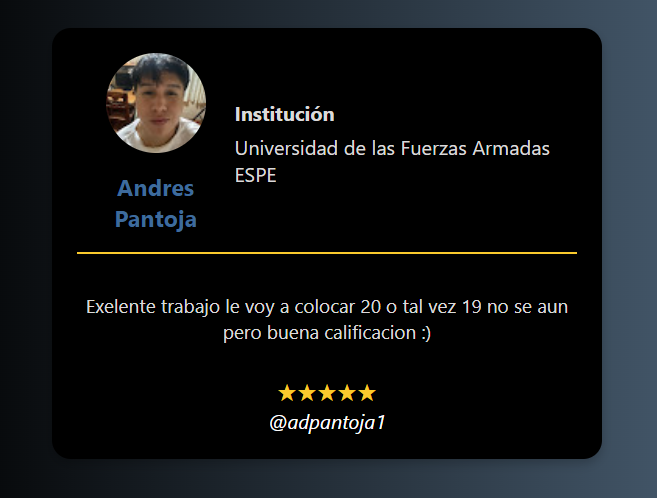 Institución
Universidad de las Fuerzas Armadas
ESPE
Andres
Pantoja
Exelente trabajo le voy a colocar 20 o tal vez 19 no se aun
pero buena calificacion :)
★★★★★
@adpantoja1